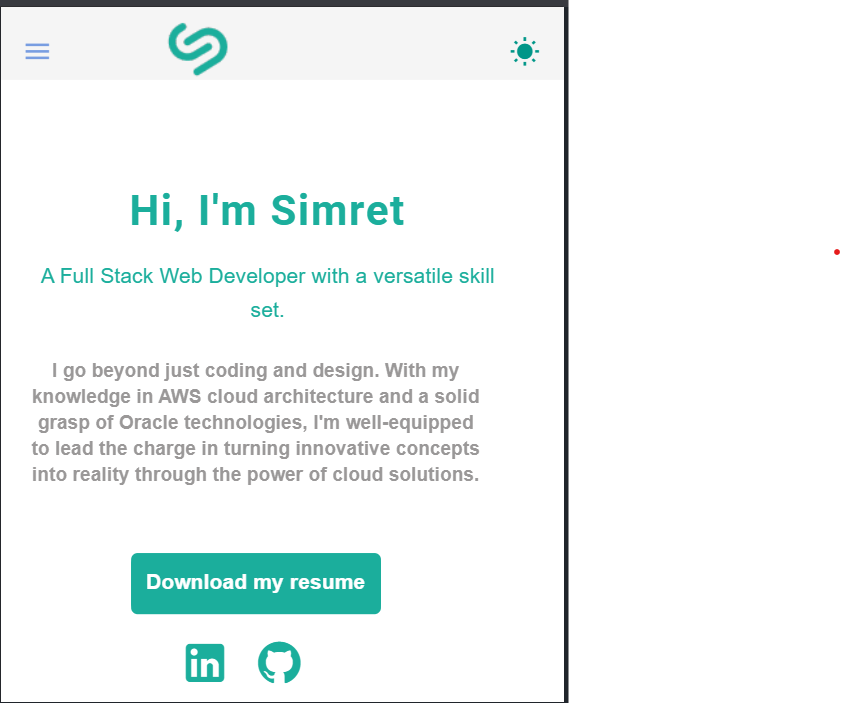 Hi, I'm Simret
A Full Stack Web Developer with a versatile skill
set.
I go beyond just coding and design. With my
knowledge in AWS cloud architecture and a solid
grasp of Oracle technologies, I'm well-equipped
to lead the charge in turning innovative concepts
into reality through the power of cloud solutions.
Download my resume
in